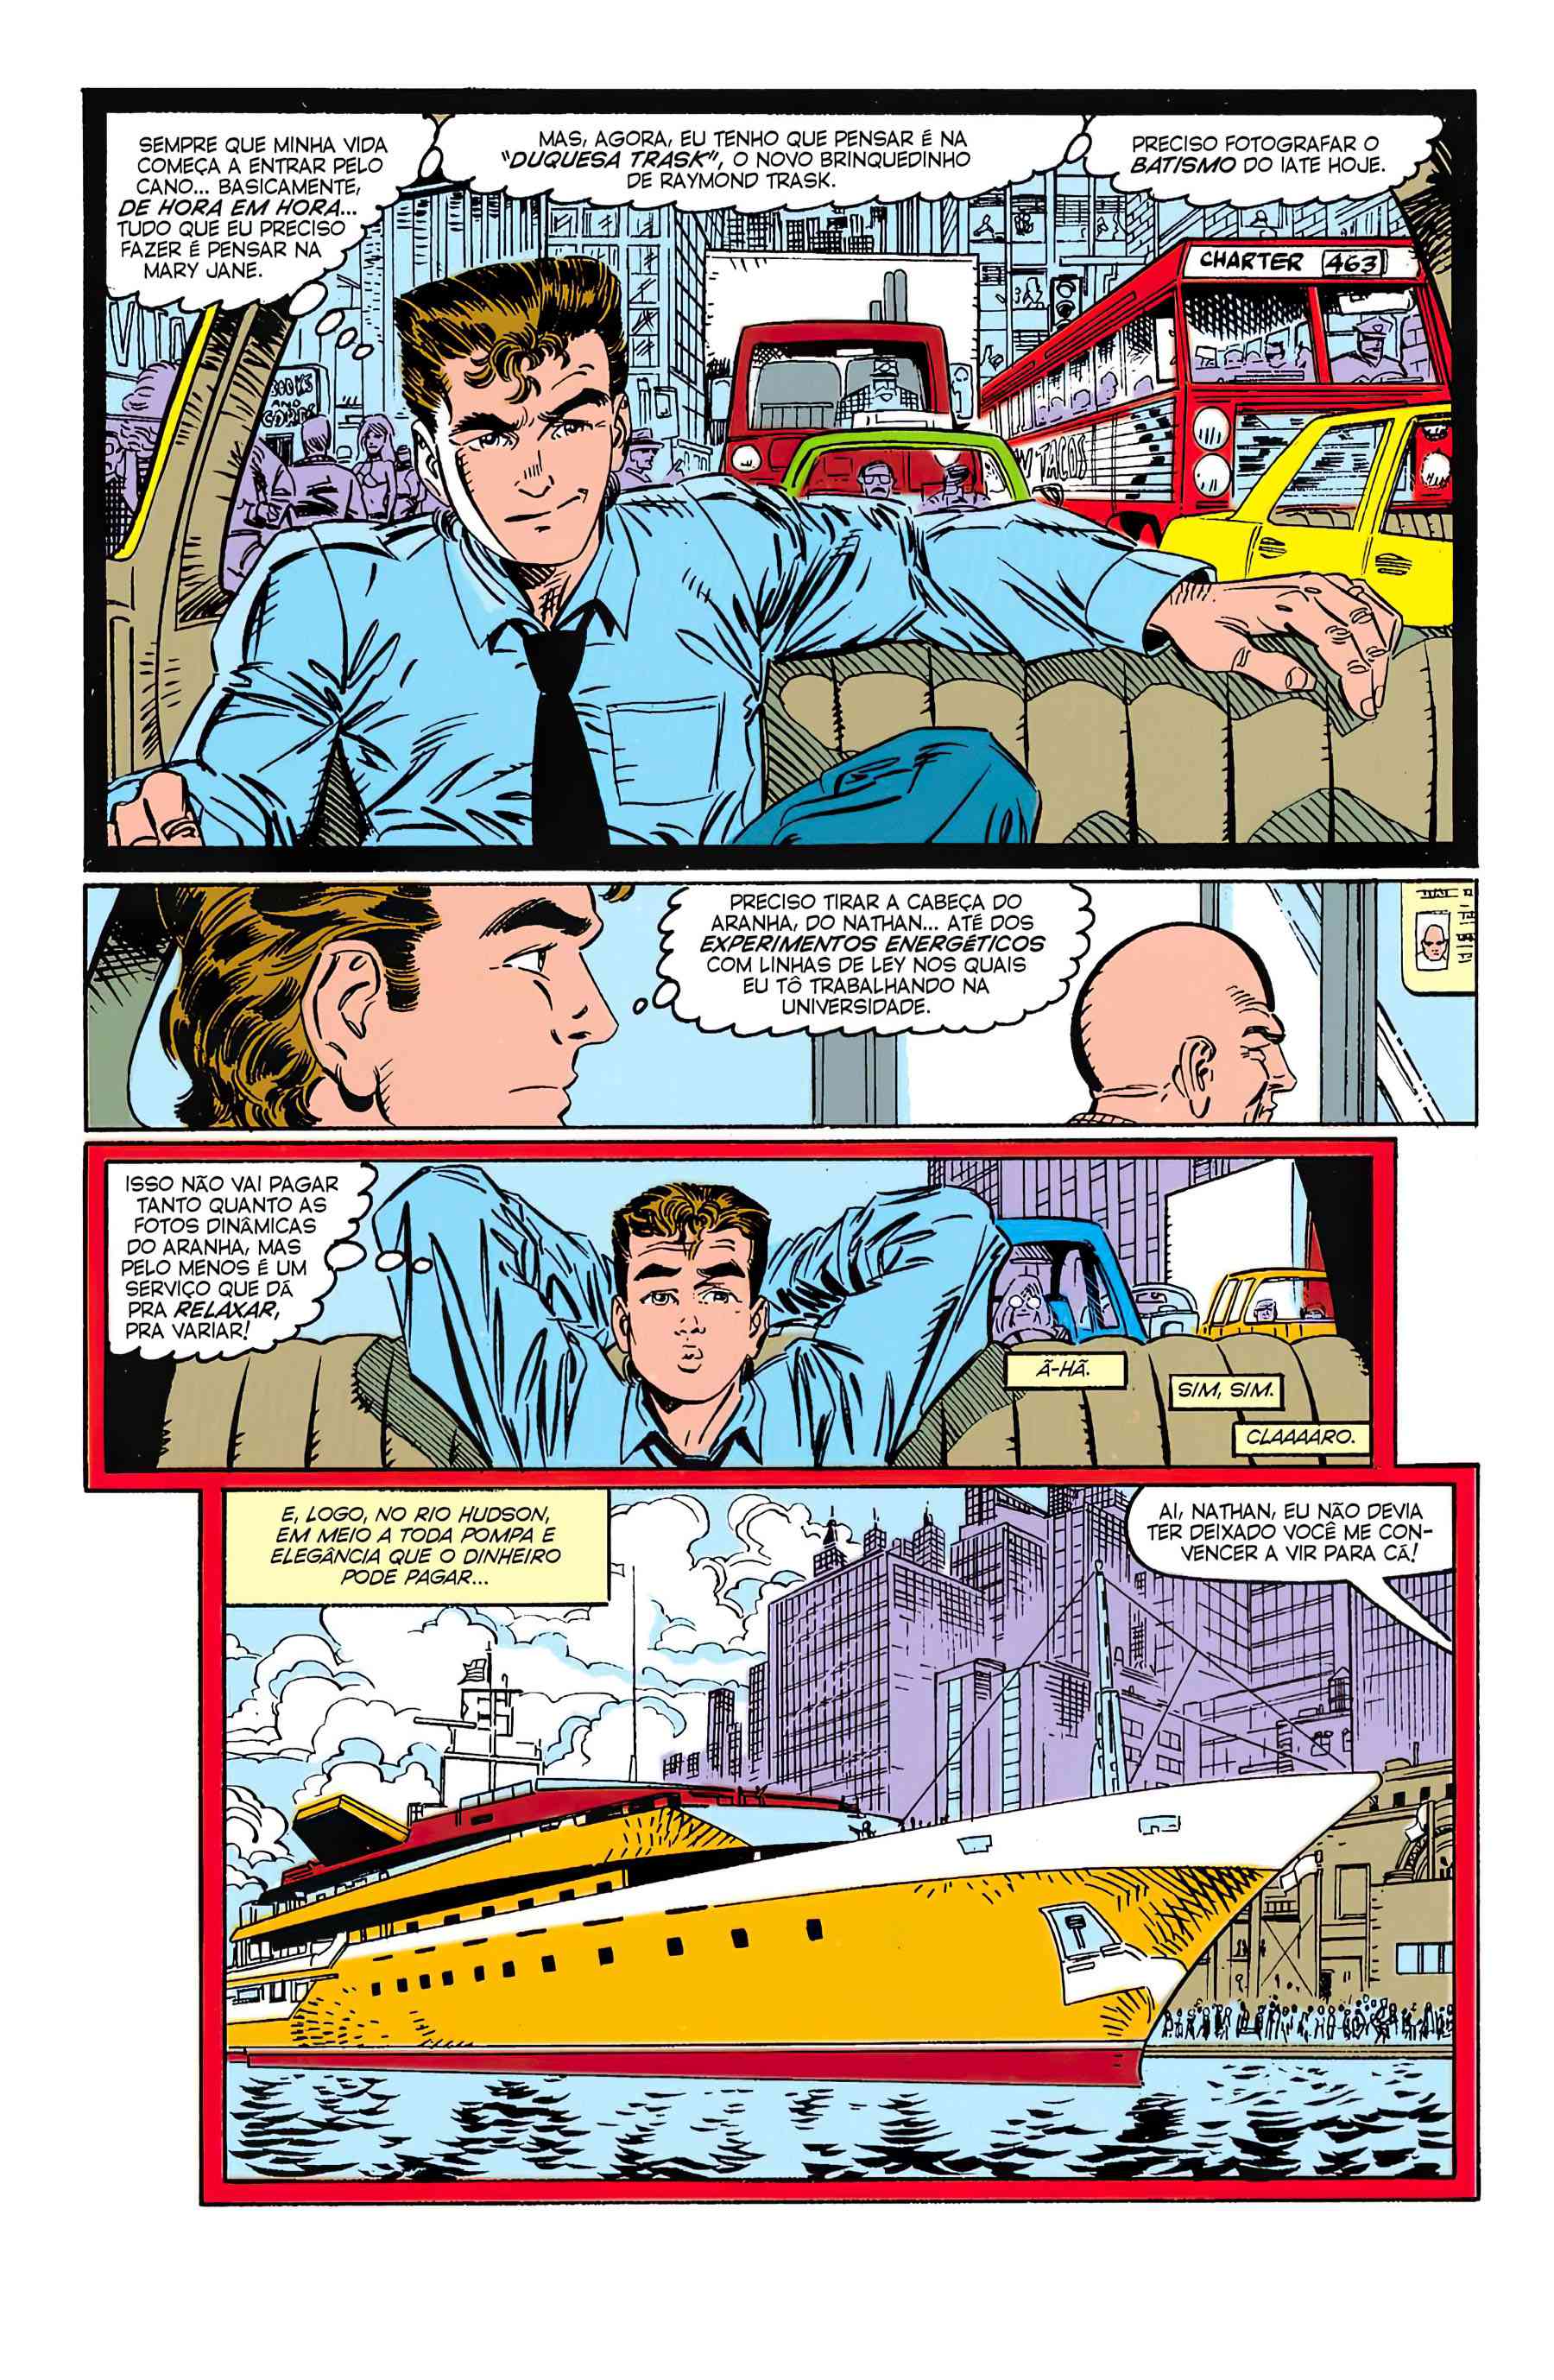 SEMPRE QUE MINHA VIDA
COMEÇA A ENTRAR PELO
CANO... BASICAMENTE,
DE HORA EM HORA...
TUDO QUE EU PRECISO
FAZER É PENSAR NA
MARY JANE.
MAS, AGORA, EU TENHO QUE PENSAR É NA
"DUQUESA TRASK", O NOVO BRINQUEDINHO
DE RAYMOND TRASK.
PRECISO FOTOGRAFAR O
BATISMO DO IATE HOJE.
CHARTER 463
AND
TACOS
PRECISO TIRAR A CABEÇA DO
ARANHA, DO NATHAN... ATÉ DOS
EXPERIMENTOS ENERGÉTICOS
COM LINHAS DE LEY NOS QUAIS
EU TÔ TRABALHANDO NA
UNIVERSIDADE.
ISSO NÃO VAI PAGAR
TANTO QUANTO AS
FOTOS DINÂMICAS
DO ARANHA, MAS
PELO MENOS É UM
SERVIÇO QUE DÁ
PRA RELAXAR,
PRA VARIAR!
Ã-HÃ.
SIM, SIM.
CLAAAARO.
E, LOGO, NO RIO HUDSON,
EM MEIO A TODA POMPA E
ELEGÂNCIA QUE O DINHEIRO
PODE PAGAR...
AI, NATHAN, EU NÃO DEVIA
TER DEIXADO VOCÊ ME CON-
VENCER A VIR PARA CÁ!